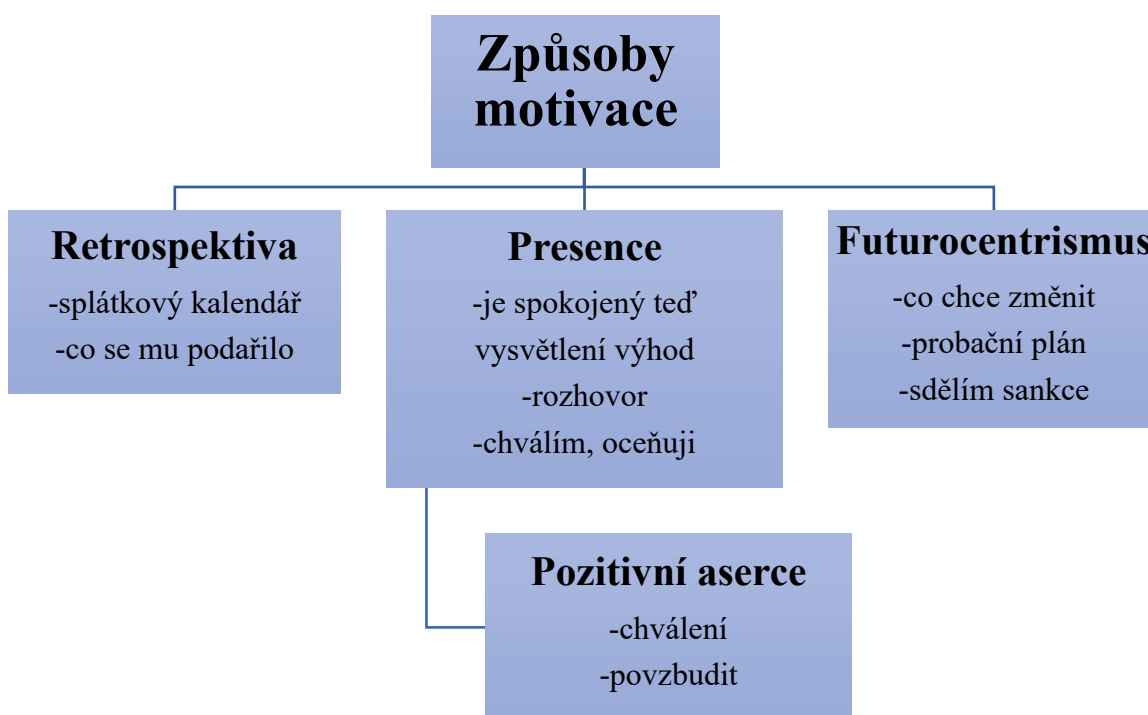 Způsoby
motivace
Retrospektiva
-splátkový kalendář
-co se mu podařilo
Presence
-je spokojený teď
vysvětlení výhod
-rozhovor
-chválím, oceňuji
Futurocentrismus
-co chce změnit
-probační plán
-sdělím sankce
Pozitivní aserce
-chválení
-povzbudit